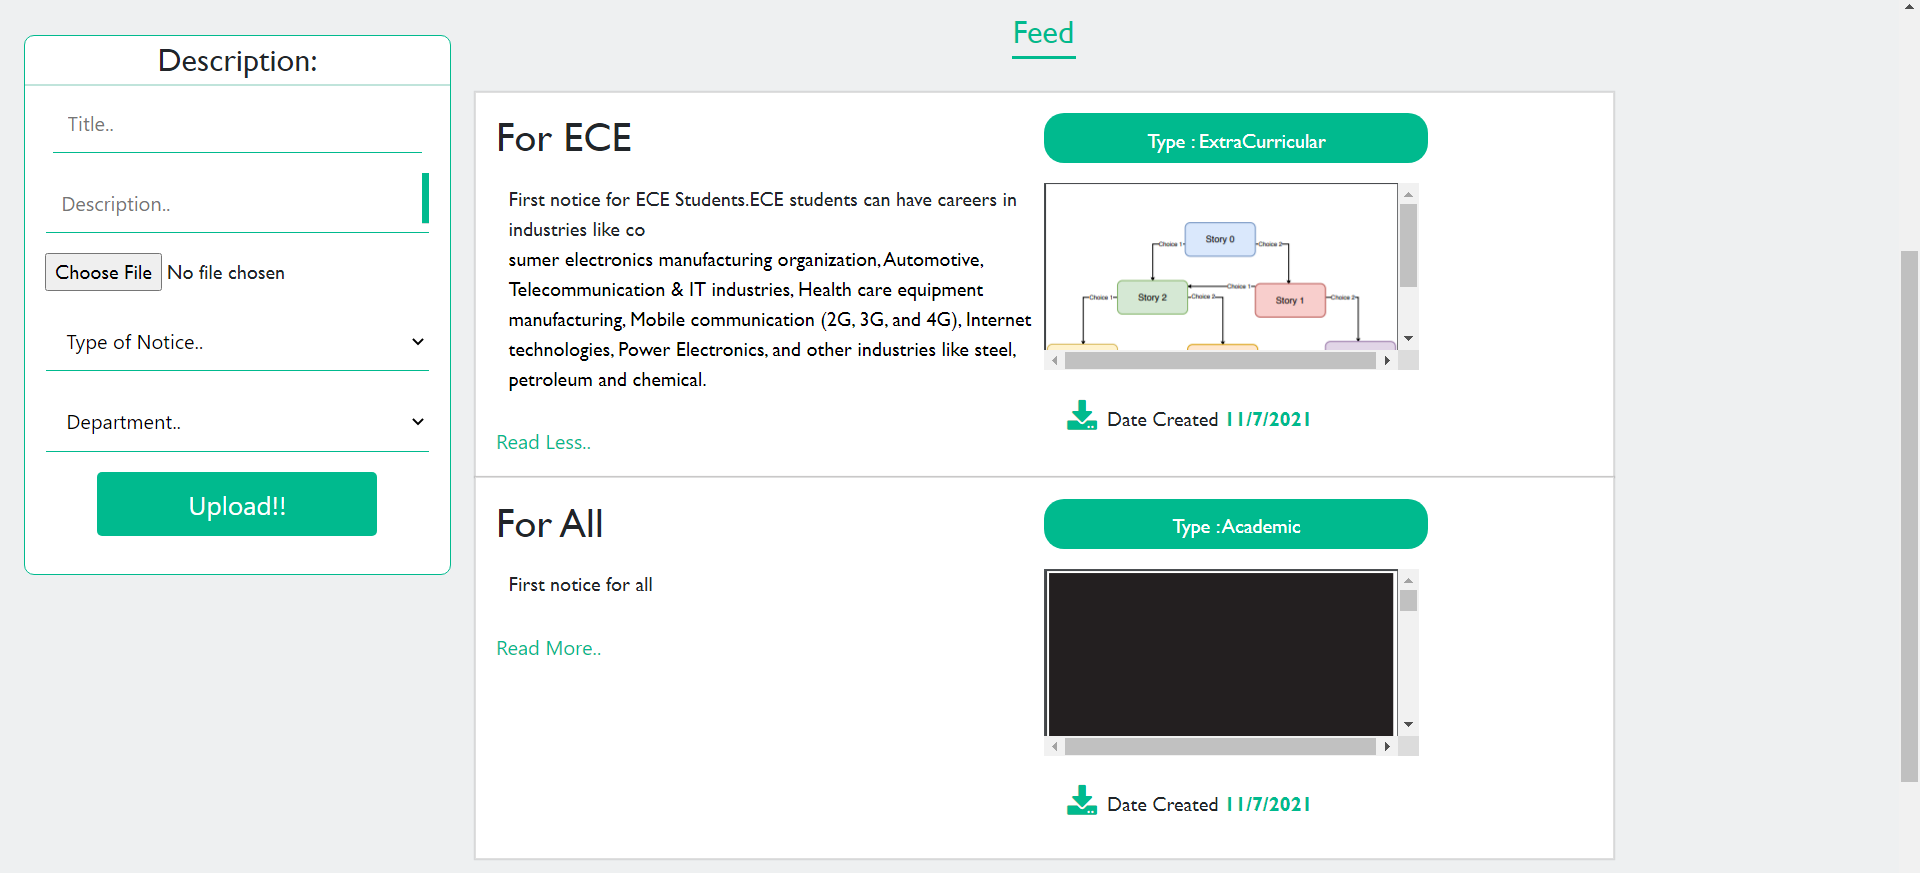 Feed
Description:
Title..
Description..
Choose File No file chosen
Type of Notice..
Department..
Upload!!
For ECE
First notice for ECE Students.ECE students can have careers in
industries like co
sumer electronics manufacturing organization, Automotive,
Telecommunication & IT industries, Health care equipment
manufacturing, Mobile communication (2G, 3G, and 4G), Internet
technologies, Power Electronics, and other industries like steel,
petroleum and chemical.
Read Less..
Type : ExtraCurricular
Story 0
Choice 1
Choice 2
Story 2
Story 1
Choice 1
Choice 2
Choice 1
Choice 2
Date Created 11/7/2021
For All
First notice for all
Read More..
Type : Academic
Date Created 11/7/2021